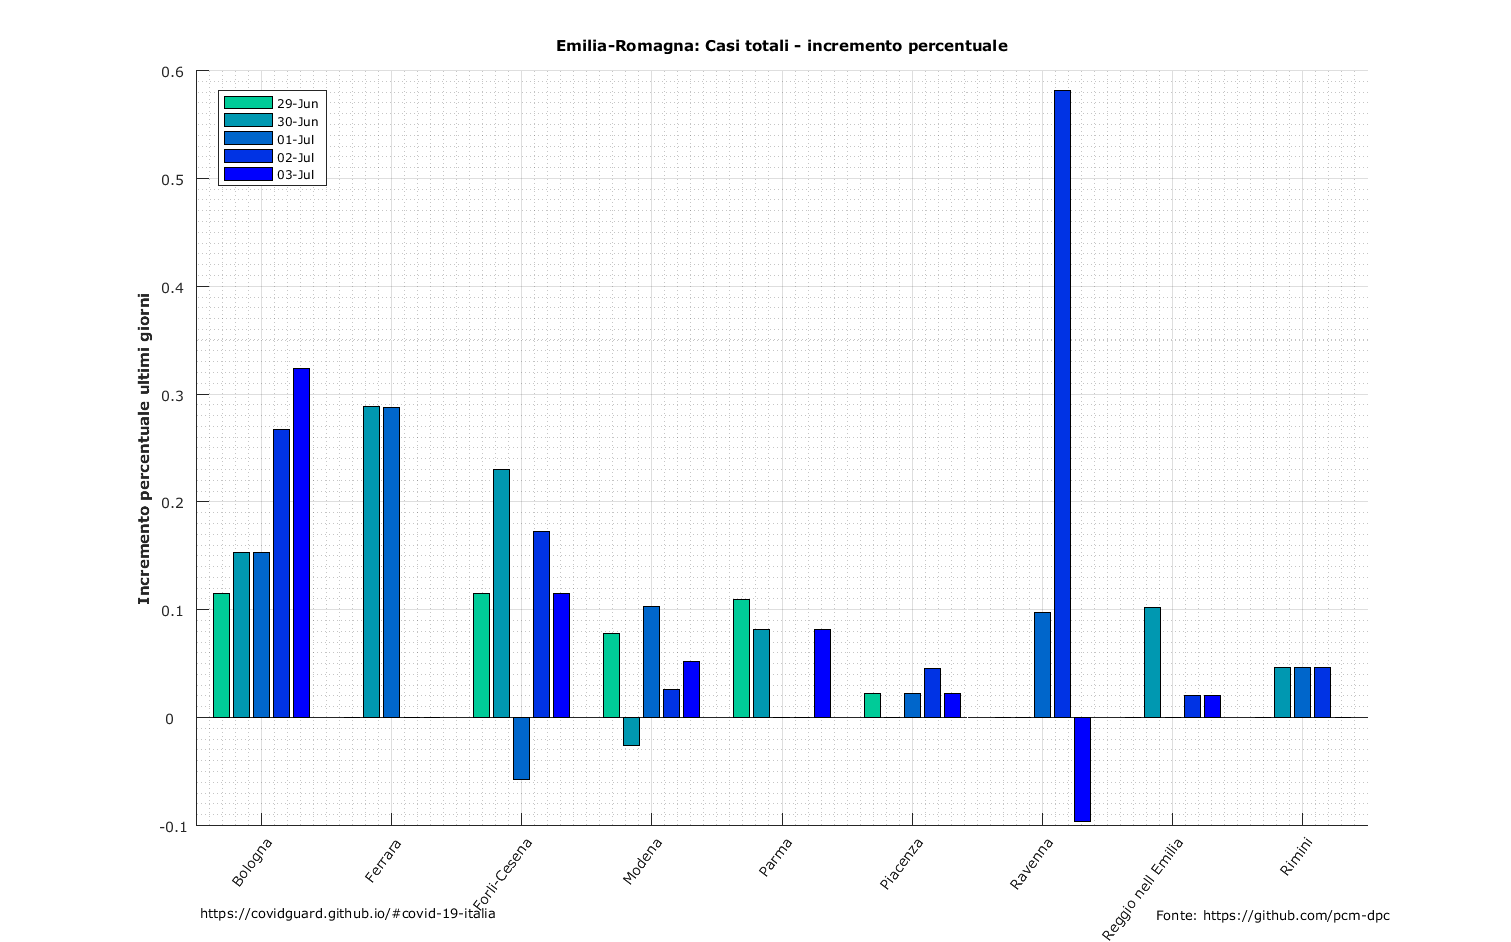 Emilia-Romagna: Casi totali - incremento percentuale
Incremento percentuale ultimi giorni
0.6
0.5
0.4
0.3
0.2
0.1
0
-0.1
29-Jun
30-Jun
01-Jul
02-Jul
03-Jul
Bologna
Ferrara
Forlì-Cesena
Modena
Parma
Piacenza
Ravenna
Reggio nell Emilia
Rimini
https://covidguard.github.io/#covid-19-italia
Fonte: https://github.com/pcm-dpc